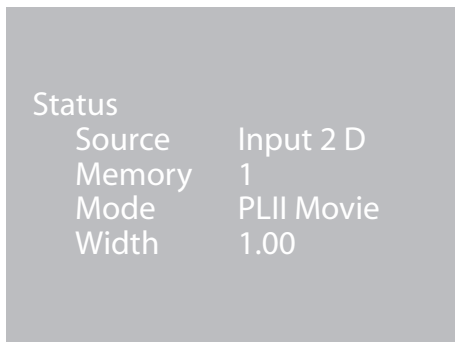 Status
Source Input 2 D
Memory 1
Mode PLII Movie
Width 1.00